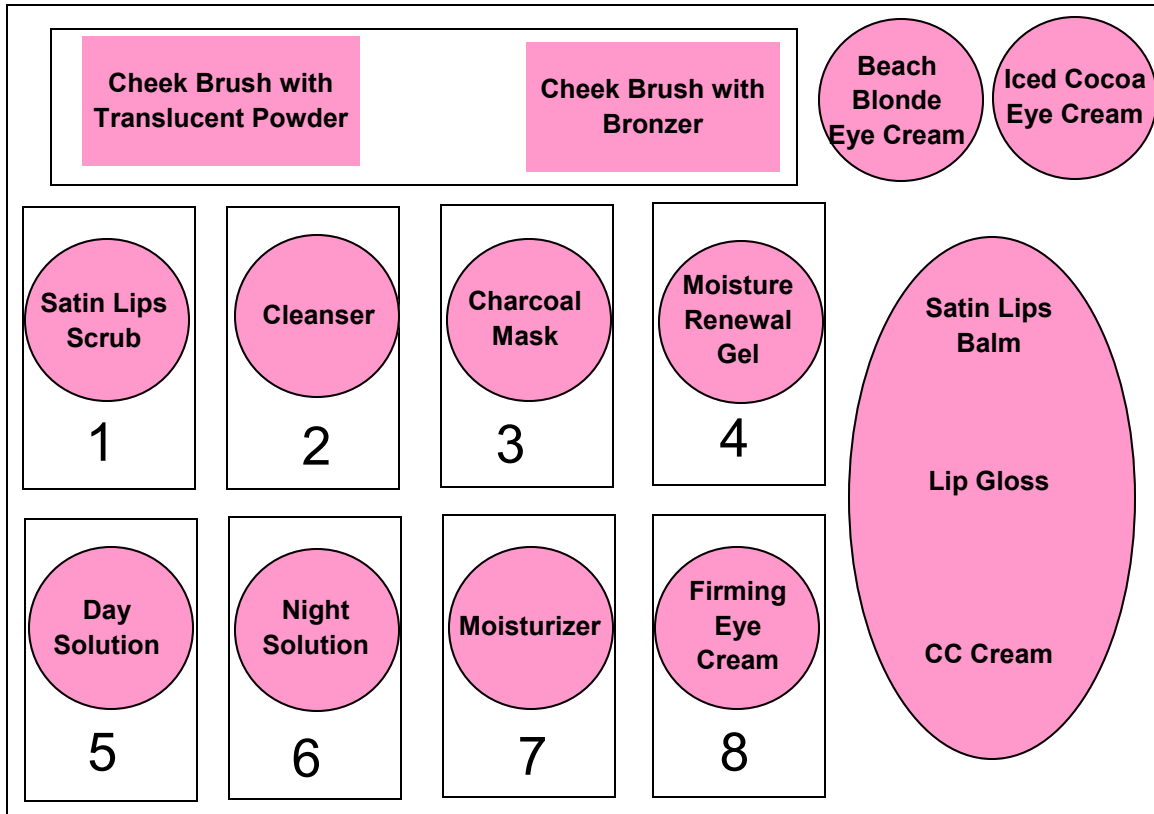 Cheek Brush with
Translucent Powder
Cheek Brush with
Bronzer
Beach
Blonde
Eye Cream
Iced Cocoa
Eye Cream
Satin Lips
Scrub
1
Cleanser
2
Charcoal
Mask
3
Moisture
Renewal
Gel
4
Satin Lips
Balm
Lip Gloss
CC Cream
Day
Solution
5
Night
Solution
6
Moisturizer
7
Firming
Eye
Cream
8